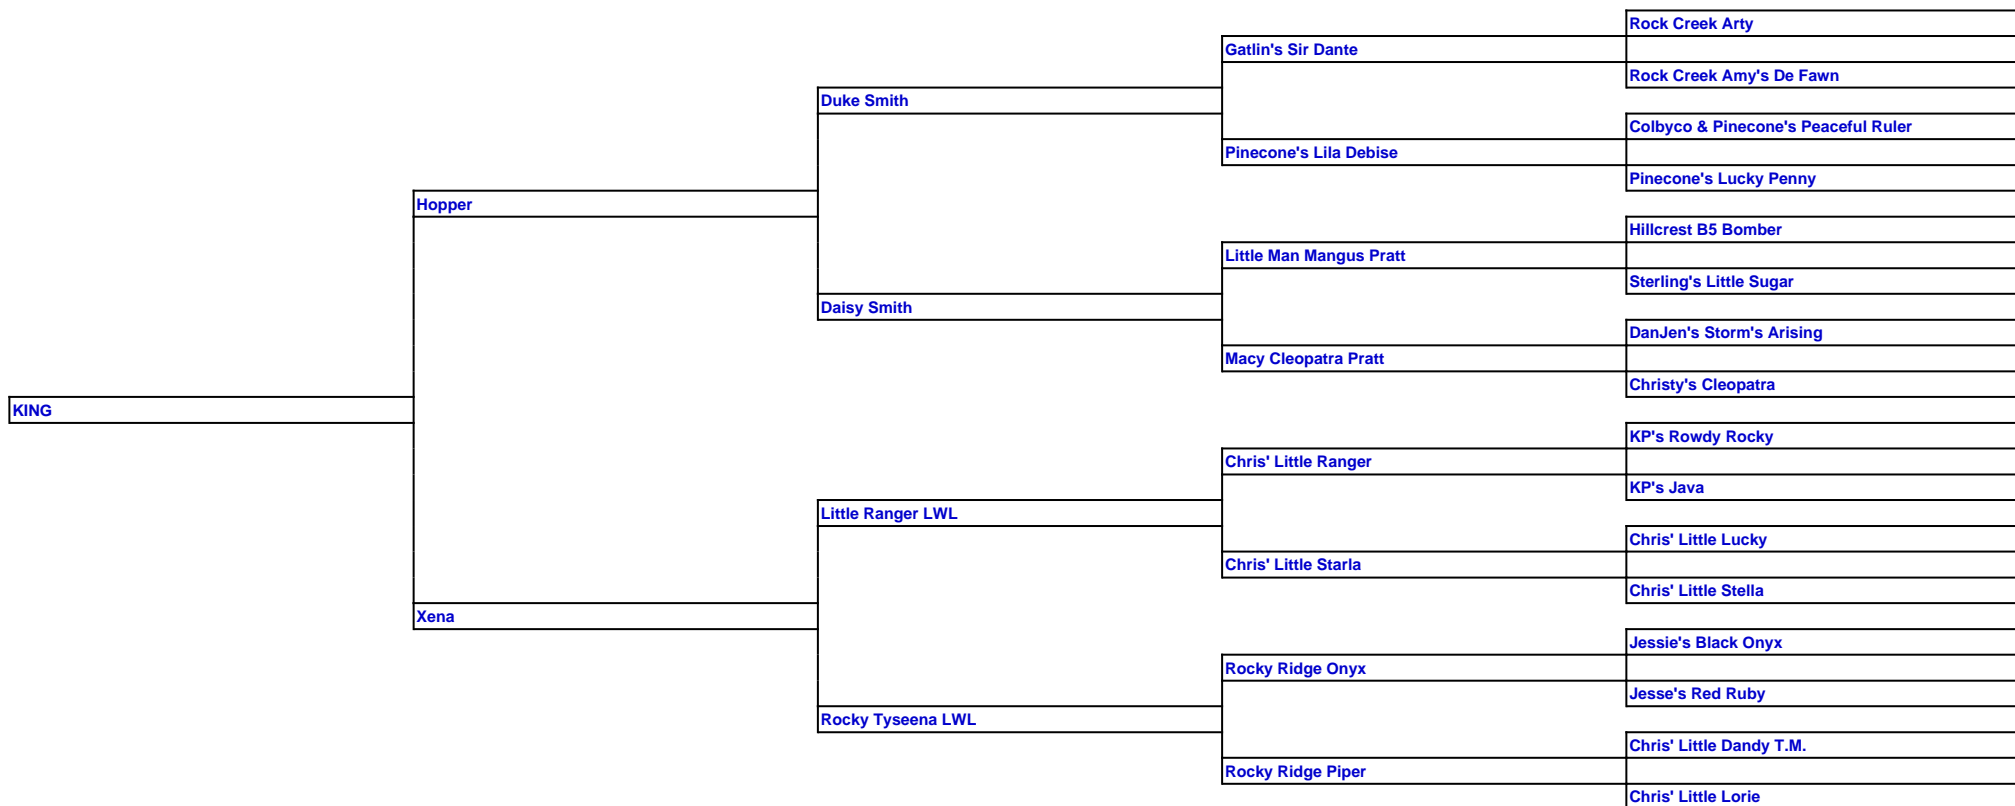 Rock Creek Arty
Gatlin's Sir Dante
Rock Creek Amy's De Fawn
Duke Smith
Colbyco & Pinecone's Peaceful Ruler
Pinecone's Lila Debise
Pinecone's Lucky Penny
Hopper
Hillcrest B5 Bomber
Little Man Mangus Pratt
Sterling's Little Sugar
Daisy Smith
DanJen's Storm's Arising
Macy Cleopatra Pratt
Christy's Cleopatra
KING
KP's Rowdy Rocky
Chris' Little Ranger
KP's Java
Little Ranger LWL
Chris' Little Lucky
Chris' Little Starla
Chris' Little Stella
Xena
Jessie's Black Onyx
Rocky Ridge Onyx
Jesse's Red Ruby
Rocky Tyseena LWL
Chris' Little Dandy T.M.
Rocky Ridge Piper
Chris' Little Lorie